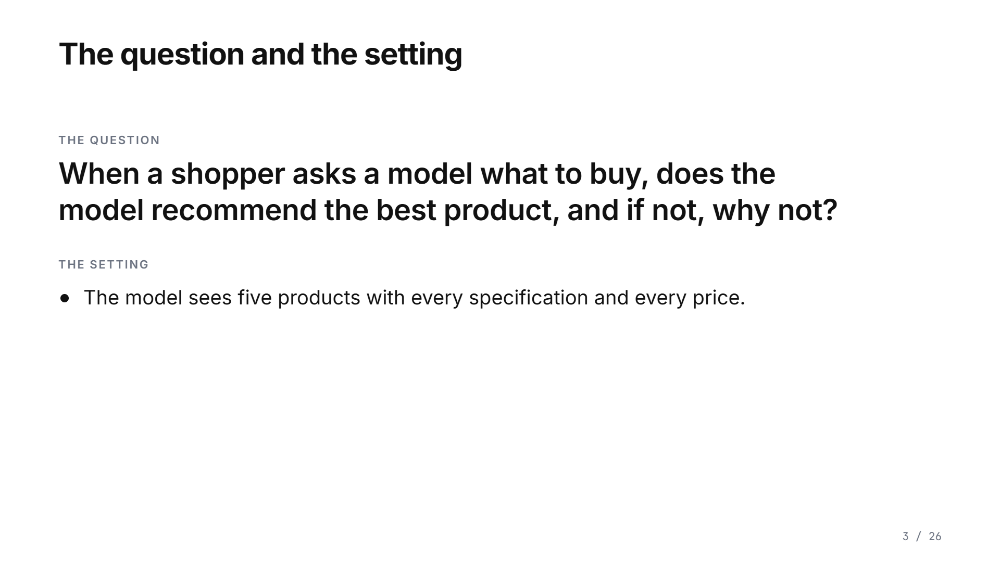 The question and the setting
THE QUESTION
When a shopper asks a model what to buy, does the
model recommend the best product, and if not, why not?
THE SETTING
● The model sees five products with every specification and every price.
3 / 26